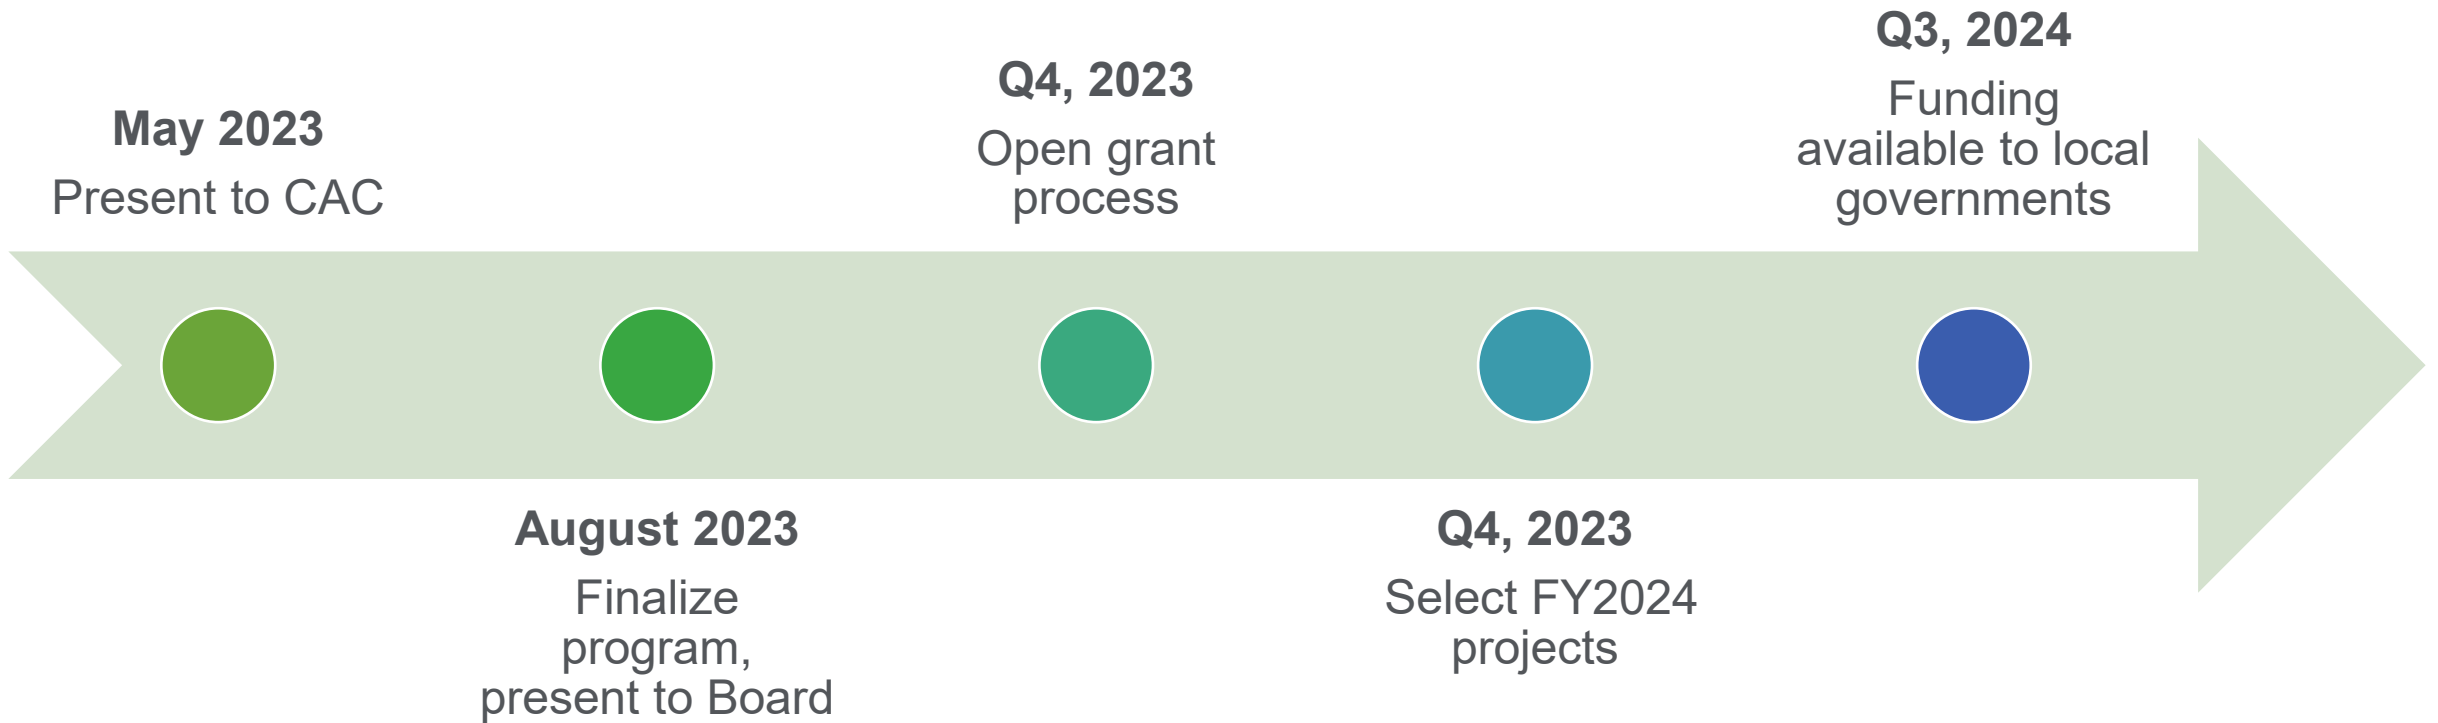 May 2023
Present to CAC
August 2023
Finalize
program,
present to Board
Q4, 2023
Open grant
process
Q4, 2023
Select FY2024
projects
Q3, 2024
Funding
available to local
governments